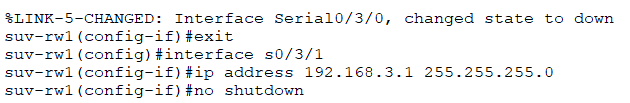 %LINK-5-CHANGED: Interface Serial0/3/0, changed state to down
suv-rw1(config-if)#exit
suv-rw1(config)#interface s0/3/1
suv-rw1(config-if)#ip address 192.168.3.1 255.255.255.0
suv-rw1(config-if)#no shutdown